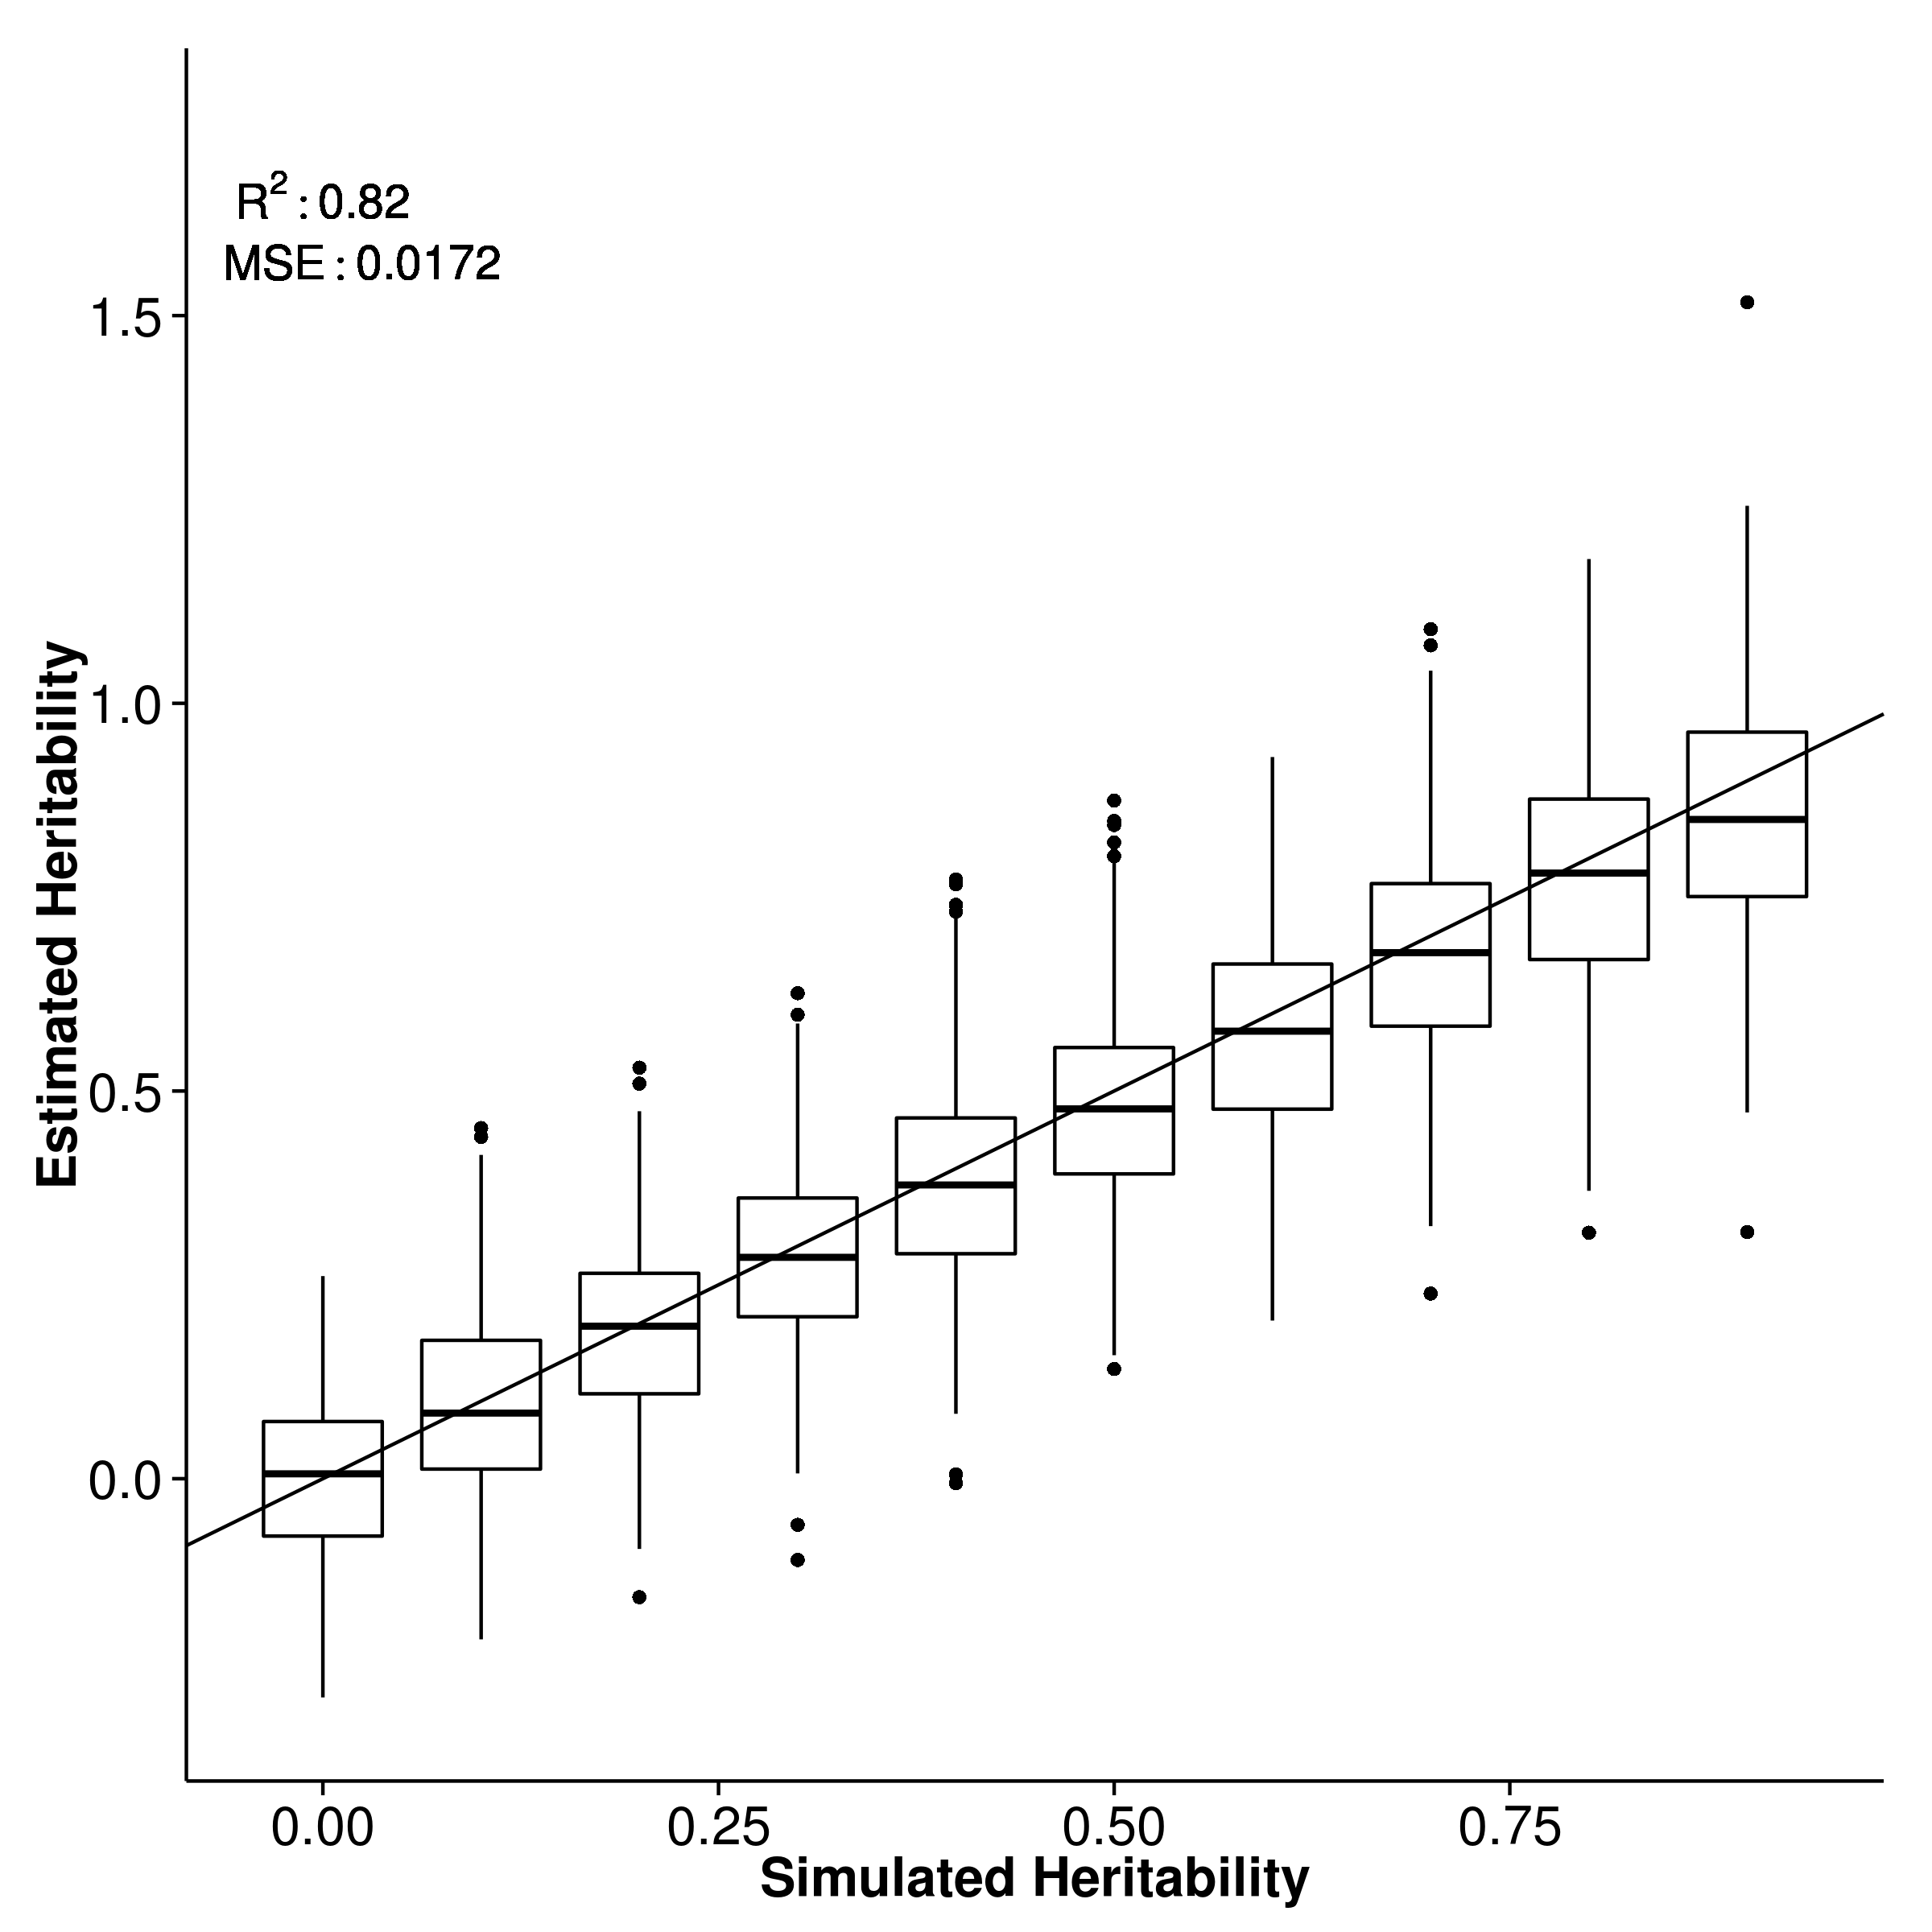 R²: 0.82
MSE: 0.0172
1.5
1.0
0.5
0.0
Estimated Heritability
0.00 0.25 0.50 0.75
Simulated Heritability